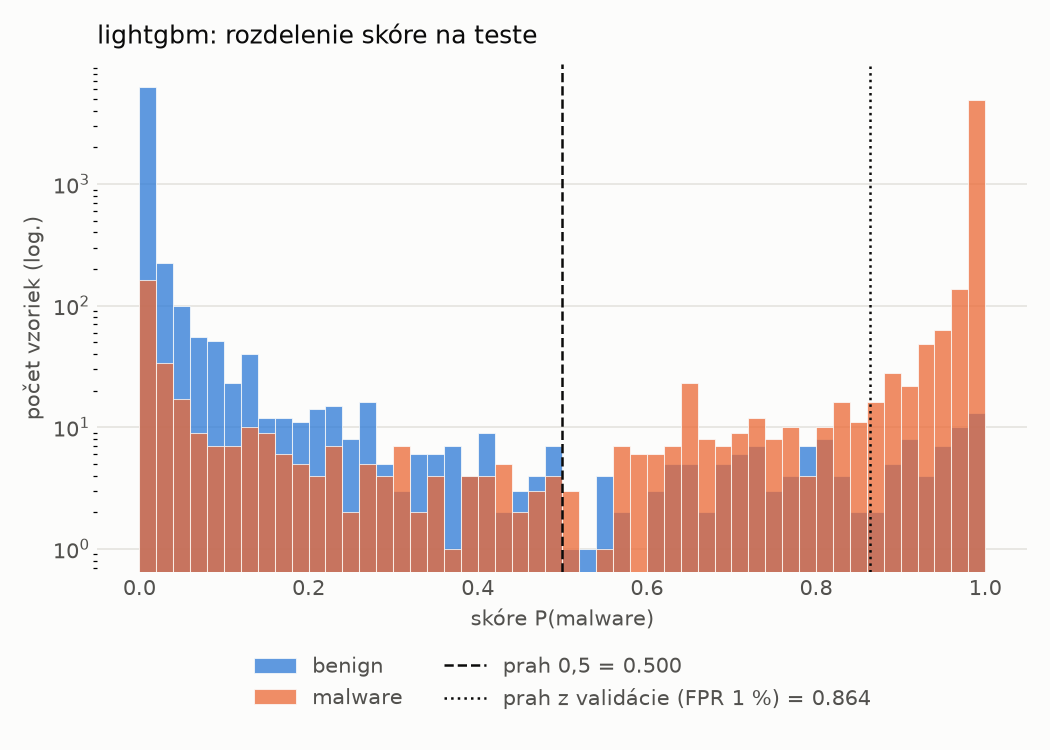 lightgbm: rozdelenie skóre na teste
počet vzoriek (log.)
10³
10²
10¹
10⁰
0.0 0.2 0.4 0.6 0.8 1.0
skóre P(malware)
benign
malware
prah 0,5 = 0.500
prah z validácie (FPR 1 %) = 0.864